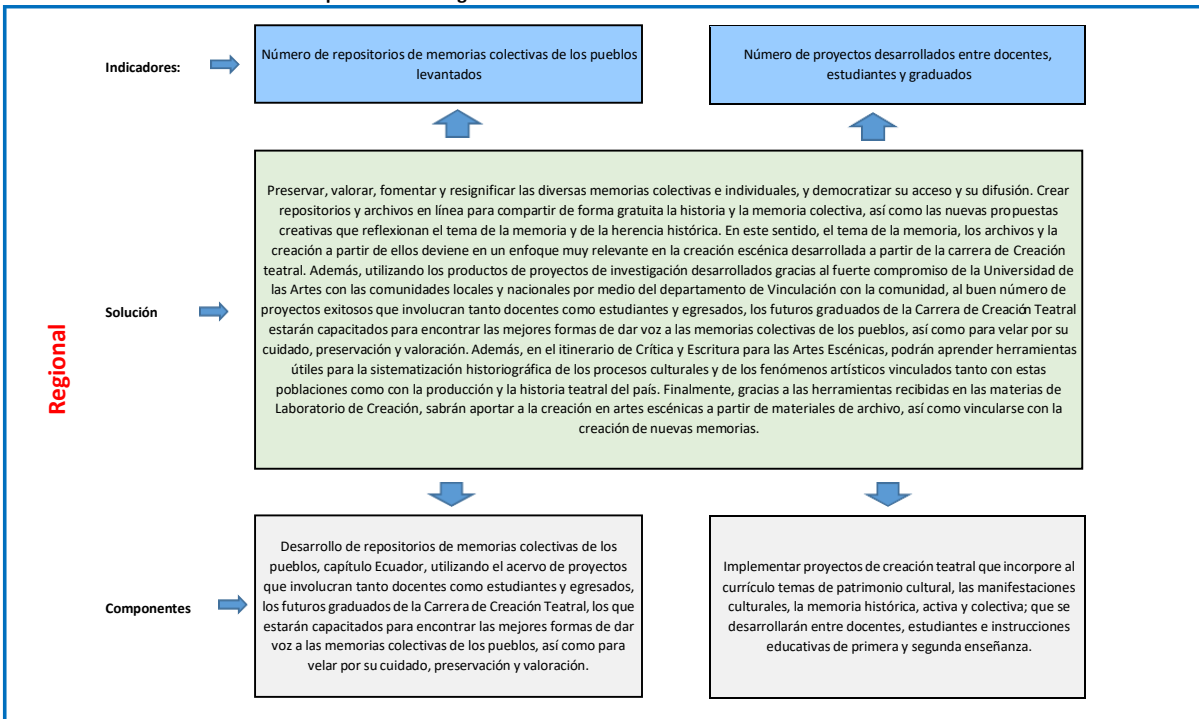 Indicadores:
Número de repositorios de memorias colectivas de los pueblos
levantados
Número de proyectos desarrollados entre docentes,
estudiantes y graduados
Regional
Solución
Preservar, valorar, fomentar y resignificar las diversas memorias colectivas e individuales, y democratizar su acceso y su difusión. Crear
repositorios y archivos en línea para compartir de forma gratuita la historia y la memoria colectiva, así como las nuevas propuestas
creativas que reflexionan el tema de la memoria y de la herencia histórica. En este sentido, el tema de la memoria, los archivos y la
creación a partir de ellos deviene en un enfoque muy relevante en la creación escénica desarrollada a partir de la carrera de Creación
teatral. Además, utilizando los productos de proyectos de investigación desarrollados gracias al fuerte compromiso de la Universidad de
las Artes con las comunidades locales y nacionales por medio del departamento de Vinculación con la comunidad, al buen número de
proyectos exitosos que involucran tanto docentes como estudiantes y egresados, los futuros graduados de la Carrera de Creación Teatral
estarán capacitados para encontrar las mejores formas de dar voz a las memorias colectivas de los pueblos, así como para velar por su
cuidado, preservación y valoración. Además, en el itinerario de Crítica y Escritura para las Artes Escénicas, podrán aprender herramientas
útiles para la sistematización historiográfica de los procesos culturales y de los fenómenos artísticos vinculados tanto con estas
poblaciones como con la producción y la historia teatral del país. Finalmente, gracias a las herramientas recibidas en las materias de
Laboratorio de Creación, sabrán aportar a la creación en artes escénicas a partir de materiales de archivo, así como vincularse con la
creación de nuevas memorias.
Componentes
Desarrollo de repositorios de memorias colectivas de los
pueblos, capítulo Ecuador, utilizando el acervo de proyectos
que involucran tanto docentes como estudiantes y egresados,
los futuros graduados de la Carrera de Creación Teatral, los que
estarán capacitados para encontrar las mejores formas de dar
voz a las memorias colectivas de los pueblos, así como para
velar por su cuidado, preservación y valoración.
Implementar proyectos de creación teatral que incorpore al
currículo temas de patrimonio cultural, las manifestaciones
culturales, la memoria histórica, activa y colectiva; que se
desarrollarán entre docentes, estudiantes e instrucciones
educativas de primera y segunda enseñanza.